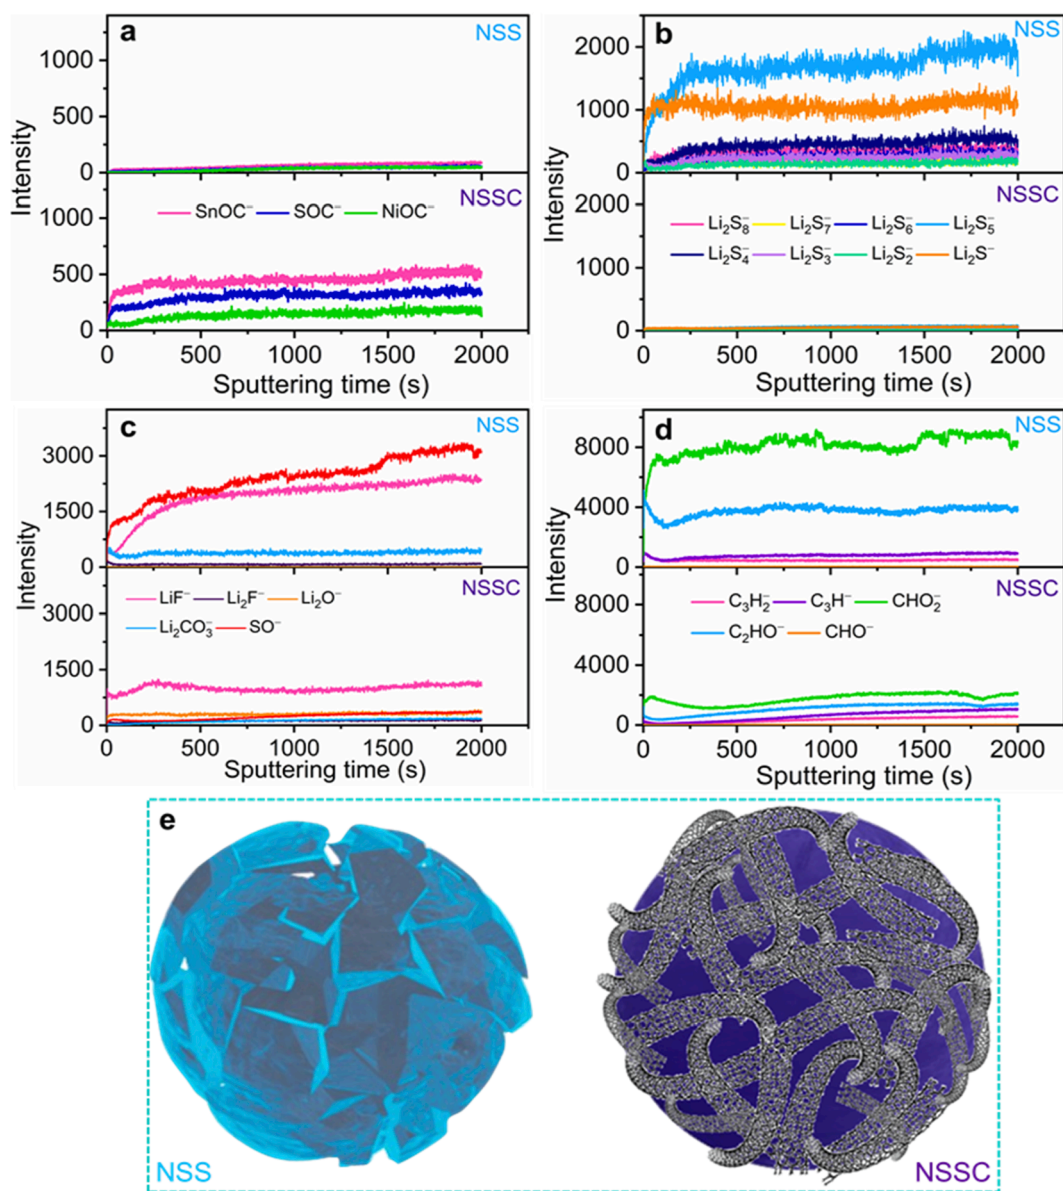 a
NSS
1000
500
0
Intensity
NSSC
SnOC⁻ SOC⁻ NiOC⁻
1000
500
0
0 500 1000 1500 2000
Sputtering time (s)
b
NSS
2000
1000
0
Intensity
NSSC
2000
Li₂S₈⁻ Li₂S₇⁻ Li₂S₆⁻ Li₂S₅⁻
Li₂S₄⁻ Li₂S₃⁻ Li₂S₂⁻ Li₂S⁻
1000
0
0 500 1000 1500 2000
Sputtering time (s)
c
NSS
3000
1500
0
Intensity
NSSC
LiF⁻ Li₂F⁻ Li₂O⁻
Li₂CO₃⁻ SO⁻
3000
1500
0
0 500 1000 1500 2000
Sputtering time (s)
d
NSS
8000
4000
0
Intensity
NSSC
C₃H₂⁻ C₃H⁻ CHO₂⁻
C₂HO⁻ CHO⁻
8000
4000
0
0 500 1000 1500 2000
Sputtering time (s)
e
NSS
NSSC